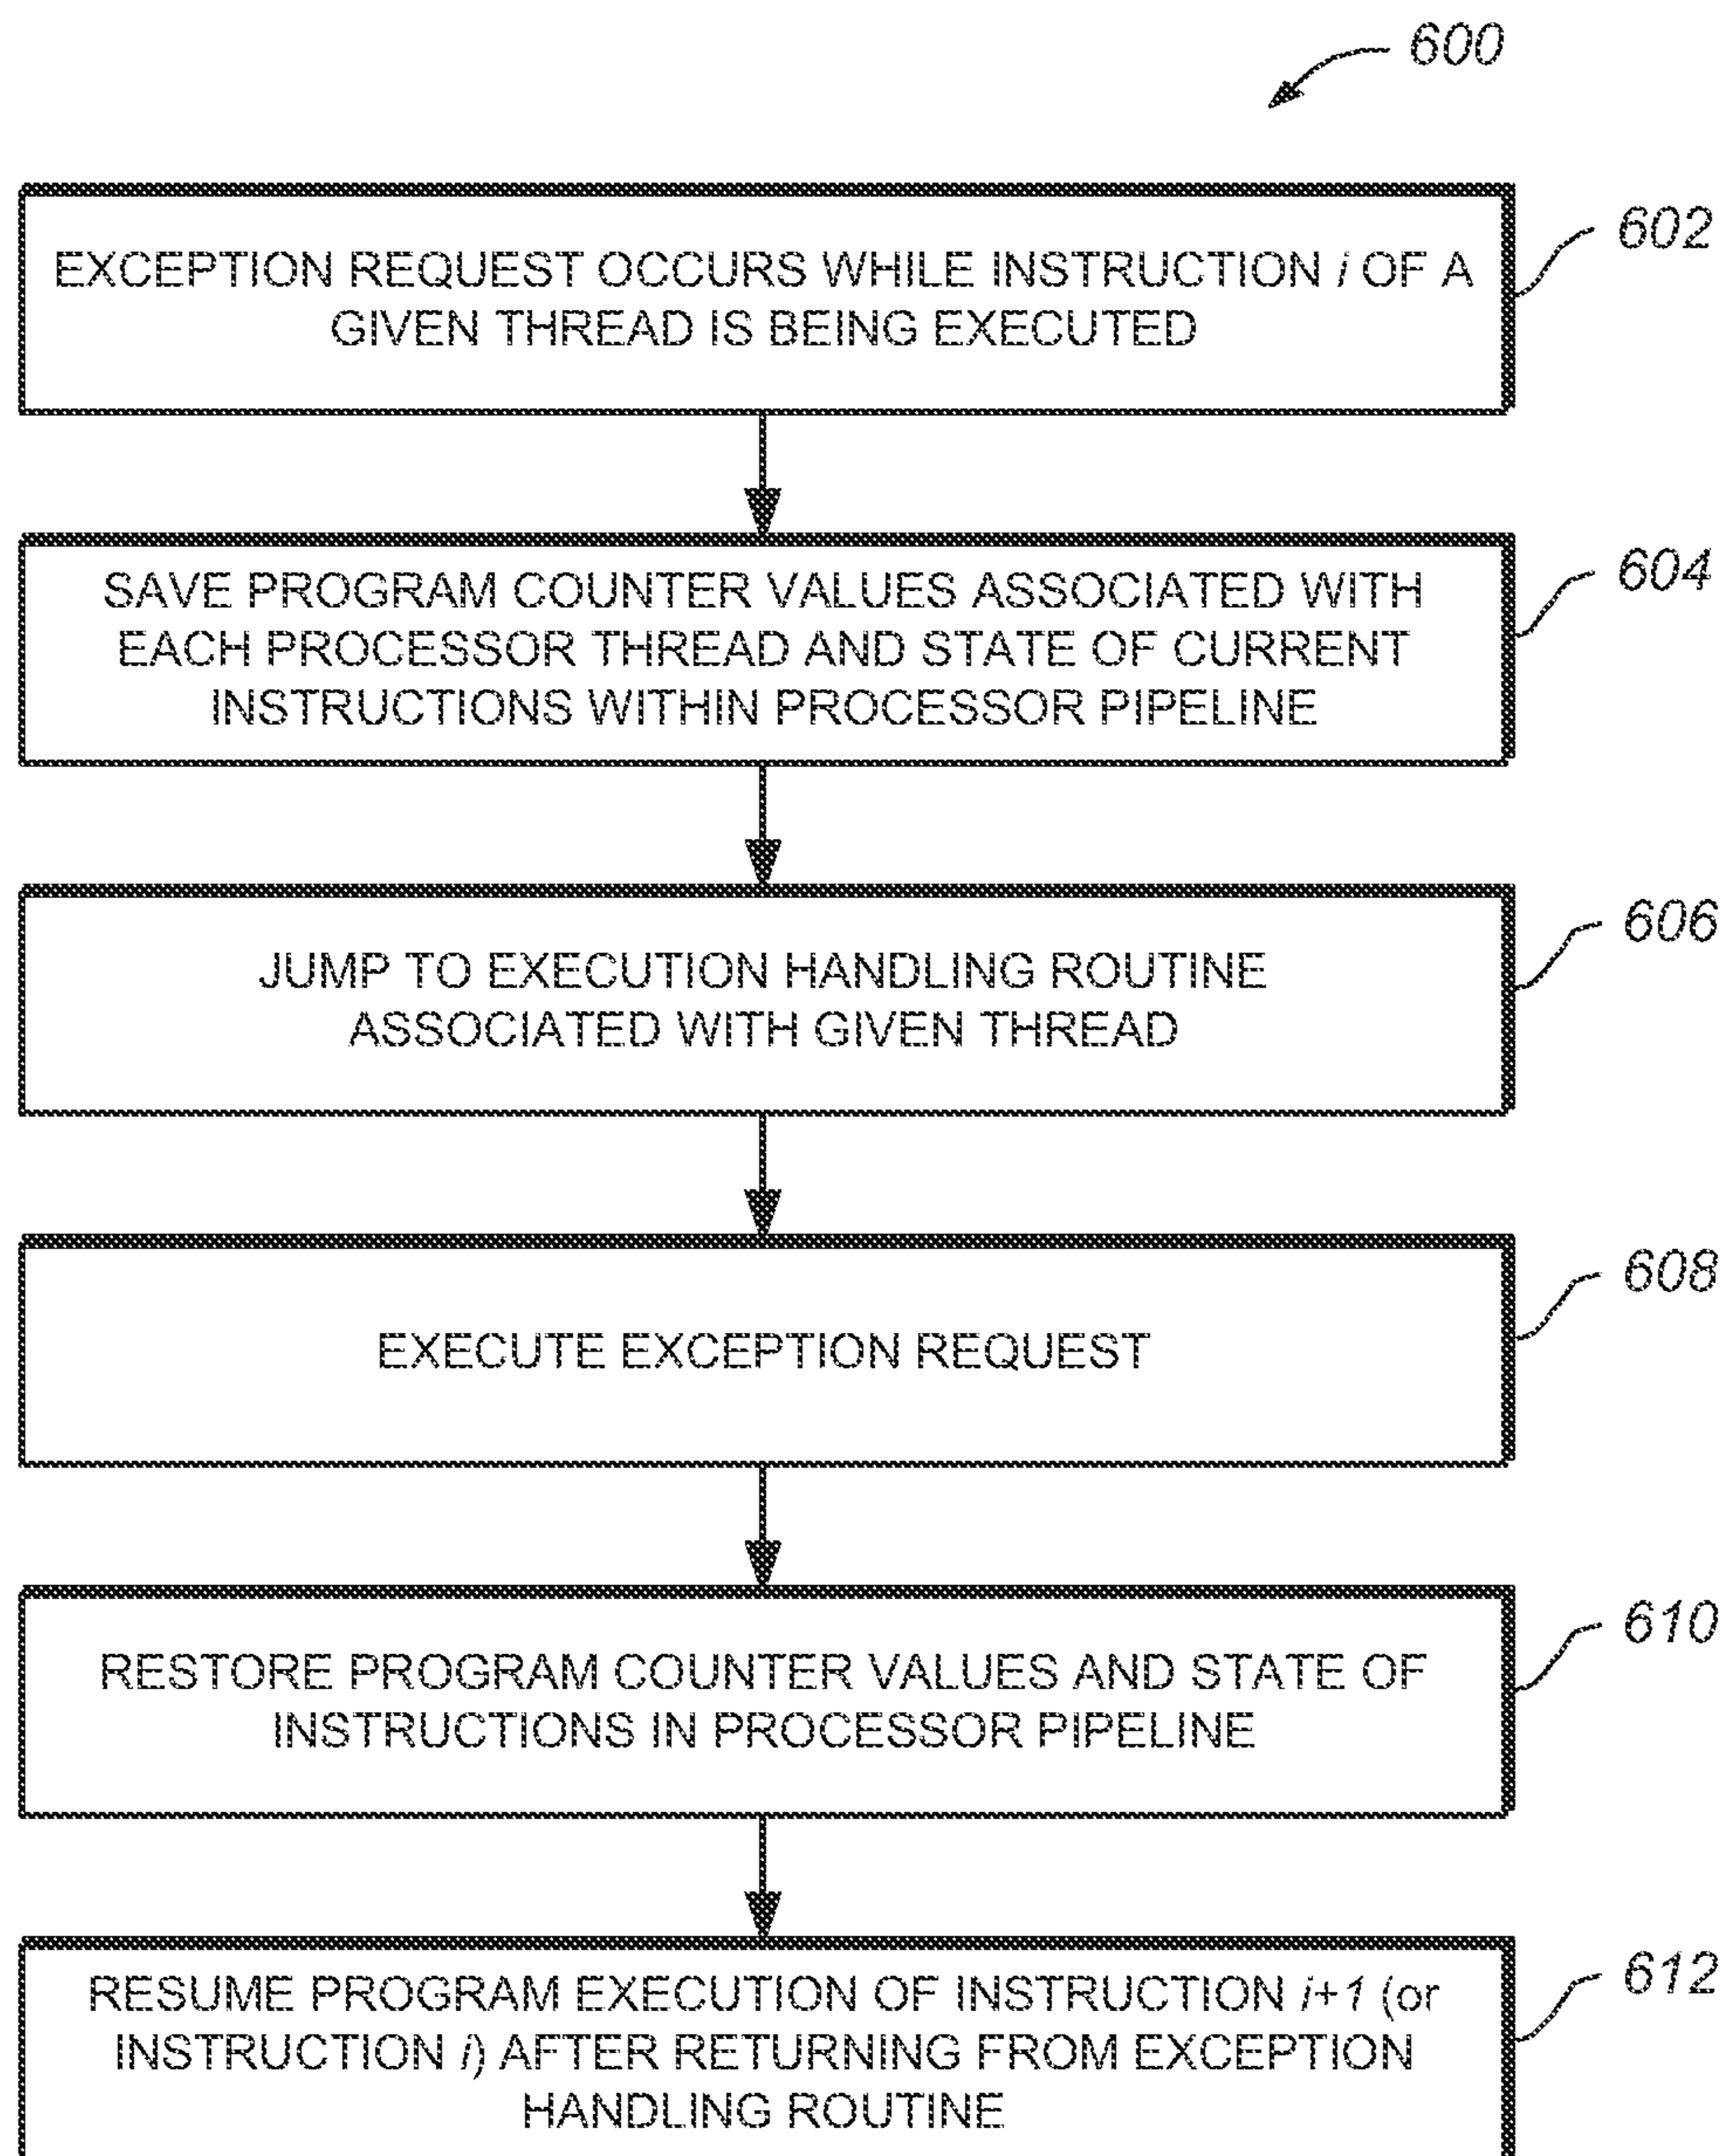 600
EXCEPTION REQUEST OCCURS WHILE INSTRUCTION i OF A
GIVEN THREAD IS BEING EXECUTED
602
SAVE PROGRAM COUNTER VALUES ASSOCIATED WITH
EACH PROCESSOR THREAD AND STATE OF CURRENT
INSTRUCTIONS WITHIN PROCESSOR PIPELINE
604
JUMP TO EXECUTION HANDLING ROUTINE
ASSOCIATED WITH GIVEN THREAD
606
EXECUTE EXCEPTION REQUEST
608
RESTORE PROGRAM COUNTER VALUES AND STATE OF
INSTRUCTIONS IN PROCESSOR PIPELINE
610
RESUME PROGRAM EXECUTION OF INSTRUCTION i+1 (or
INSTRUCTION i) AFTER RETURNING FROM EXCEPTION
HANDLING ROUTINE
612